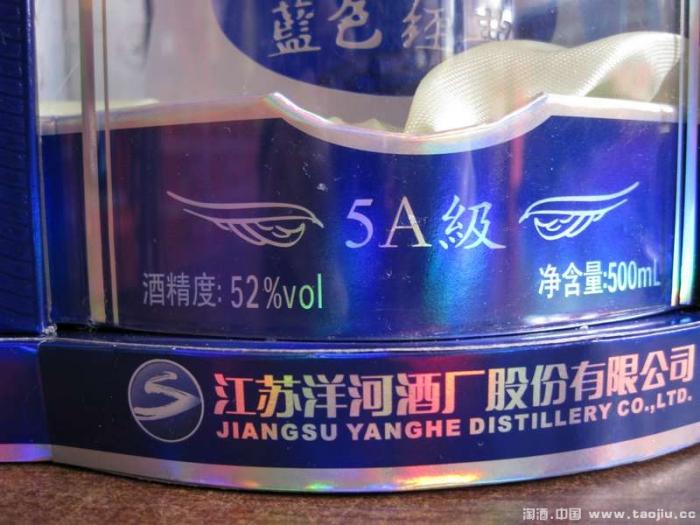 藍色经典
5A級
酒精度: 52%vol
净含量:500mL
江苏洋河酒厂股份有限公司
JIANGSU YANGHE DISTILLERY CO.,LTD.
淘酒.中国 www.taojiu.cc